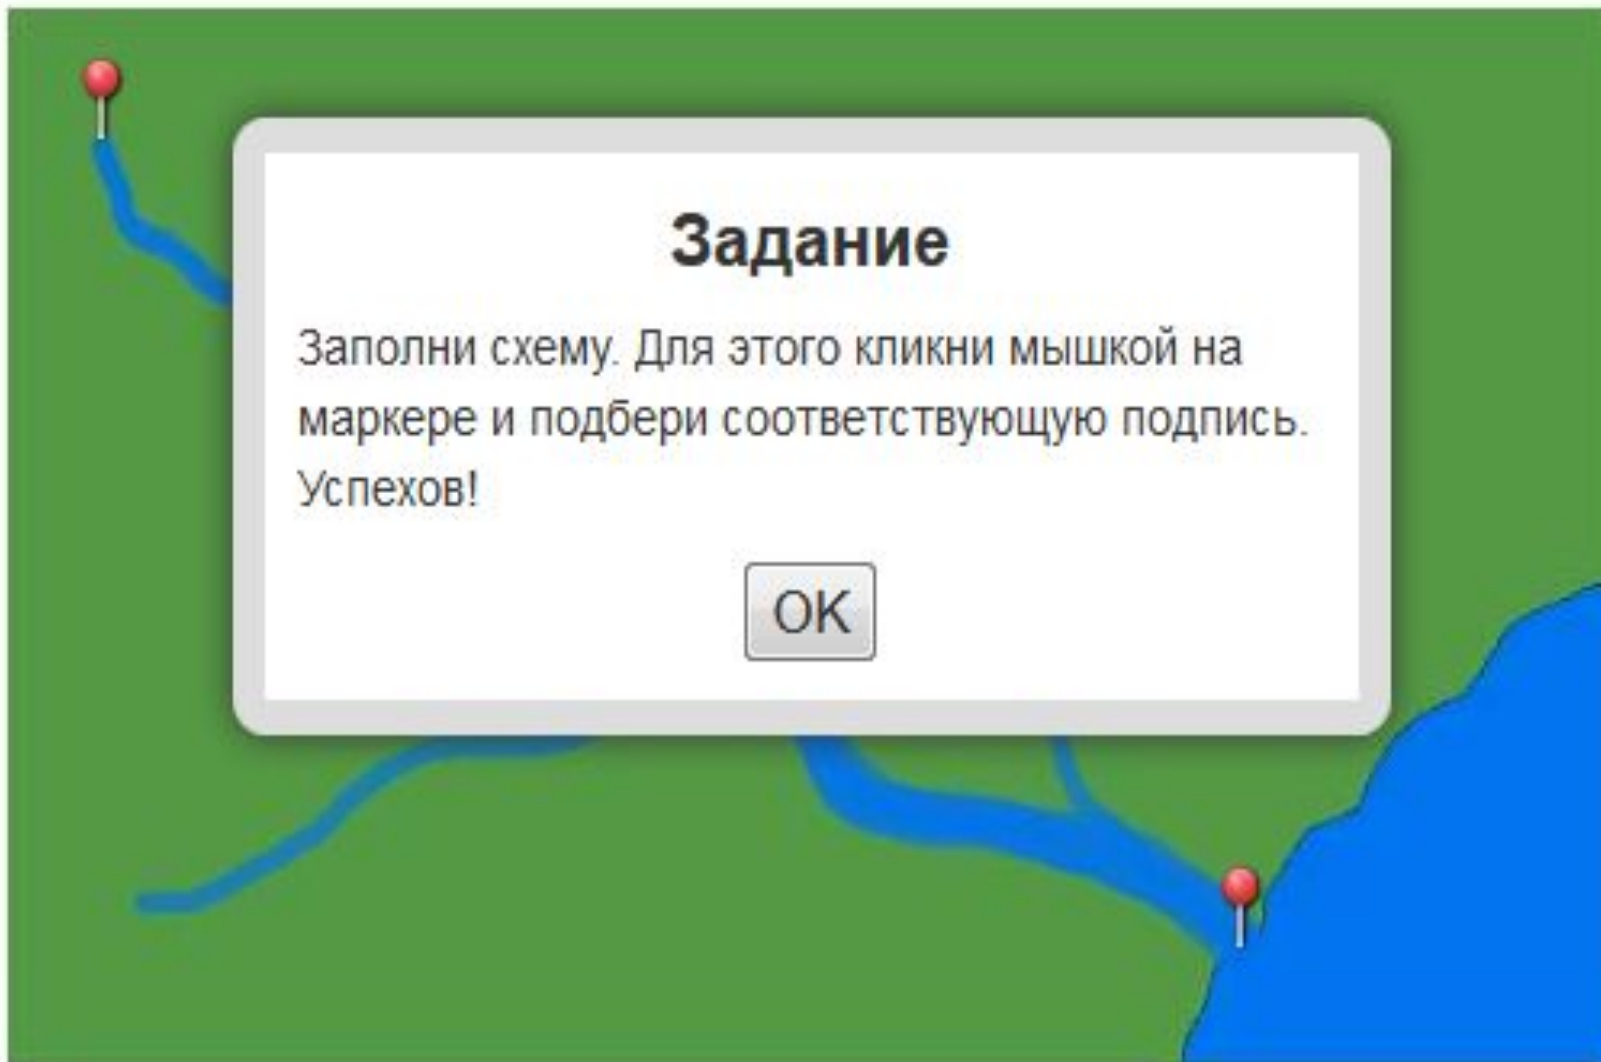 Задание
Заполни схему. Для этого кликни мышкой на
маркере и подбери соответствующую подпись.
Успехов!
OK